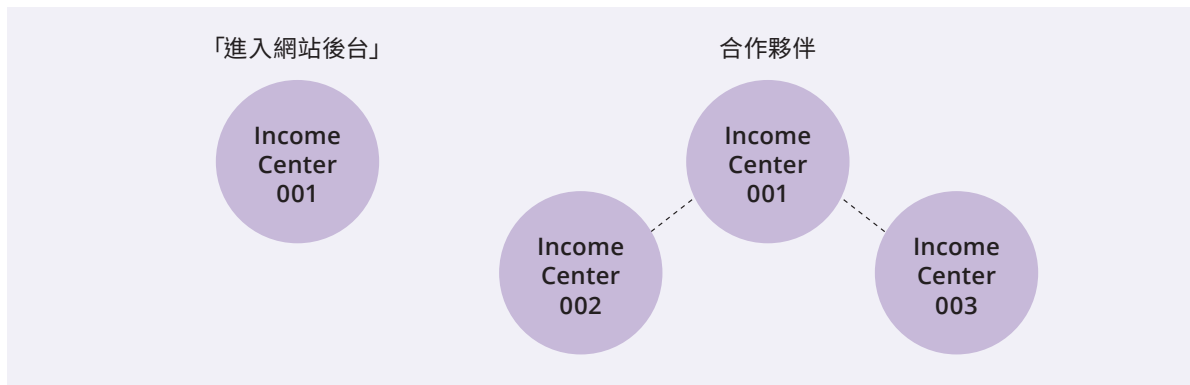 「進入網站後台」
Income
Center
001
合作夥伴
Income
Center
001
Income
Center
002
Income
Center
003